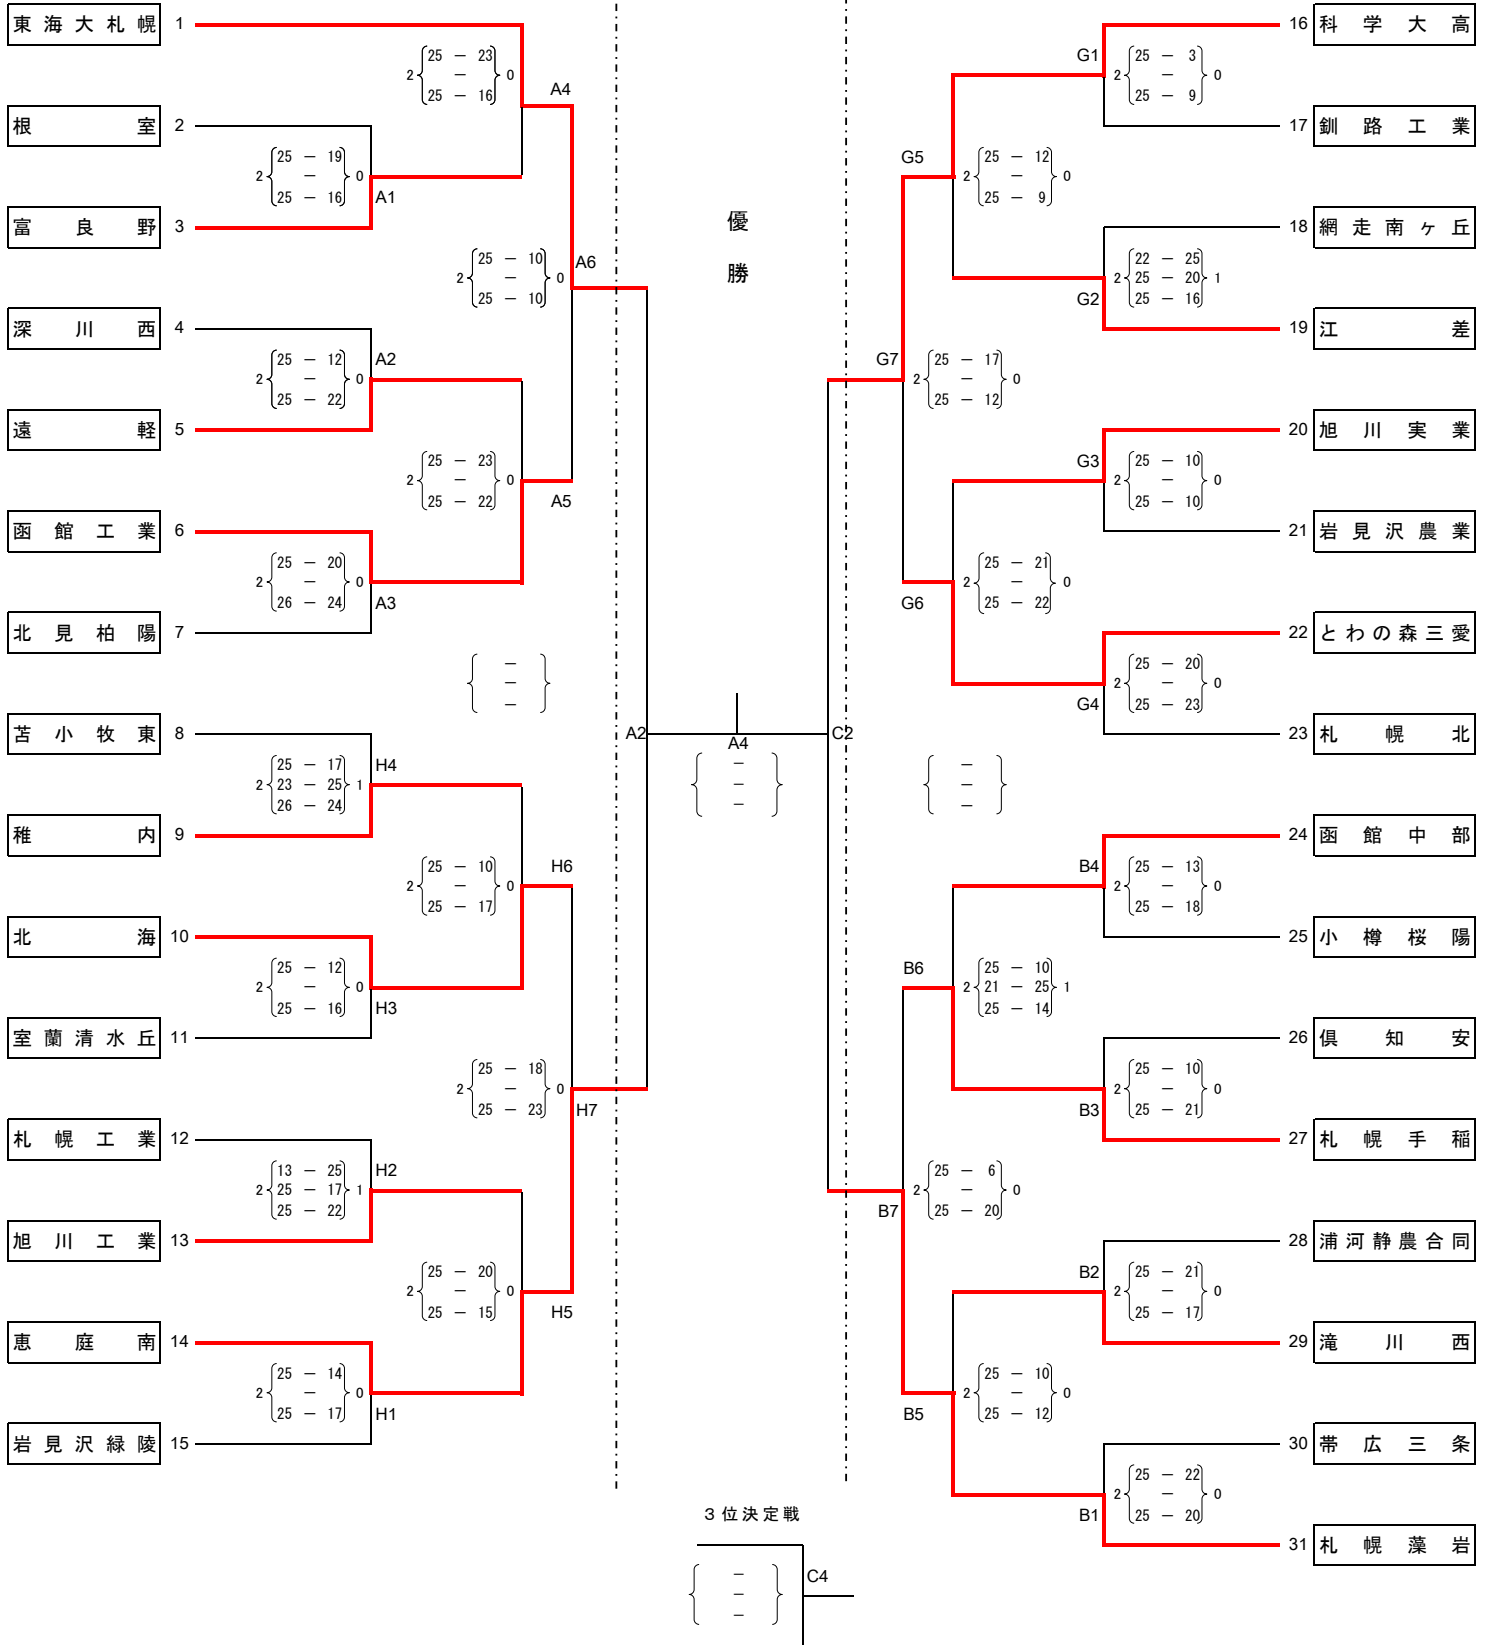 東海大札幌 1
25 － 23
2 － 0
25 － 16
A4
根室 2
25 － 19
2 － 0
25 － 16
A1
富良野 3
25 － 10
2 － 0
25 － 10
A6
深川西 4
25 － 12
2 － 0
25 － 22
A2
遠軽 5
25 － 23
2 － 0
25 － 22
A5
函館工業 6
25 － 20
2 － 0
26 － 24
A3
北見柏陽 7
－
－
－
苫小牧東 8
25 － 17
2 23 － 25 1
26 － 24
H4
稚内 9
25 － 10
2 － 0
25 － 17
H6
北海 10
25 － 12
2 － 0
25 － 16
H3
室蘭清水丘 11
25 － 18
2 － 0
25 － 23
H7
札幌工業 12
13 － 25
2 25 － 17 1
25 － 22
H2
旭川工業 13
25 － 20
2 － 0
25 － 15
H5
恵庭南 14
25 － 14
2 － 0
25 － 17
H1
岩見沢緑陵 15
優
勝
A2
A4
C2
－
－
－
3位決定戦
C4
－
－
－
16 科学大高
G1
25 － 3
2 － 0
25 － 9
17 釧路工業
G5
25 － 12
2 － 0
25 － 9
18 網走南ヶ丘
22 － 25
2 25 － 20 1
25 － 16
G2
19 江差
G7
25 － 17
2 － 0
25 － 12
20 旭川実業
G3
25 － 10
2 － 0
25 － 10
21 岩見沢農業
25 － 21
2 － 0
25 － 22
G6
22 とわの森三愛
25 － 20
2 － 0
25 － 23
G4
23 札幌北
－
－
－
24 函館中部
B4
25 － 13
2 － 0
25 － 18
25 小樽桜陽
B6
25 － 10
2 21 － 25 1
25 － 14
26 倶知安
25 － 10
2 － 0
25 － 21
B3
27 札幌手稲
25 － 6
2 － 0
25 － 20
B7
28 浦河静農合同
B2
25 － 21
2 － 0
25 － 17
29 滝川西
25 － 10
2 － 0
25 － 12
B5
30 帯広三条
25 － 22
2 － 0
25 － 20
B1
31 札幌藻岩